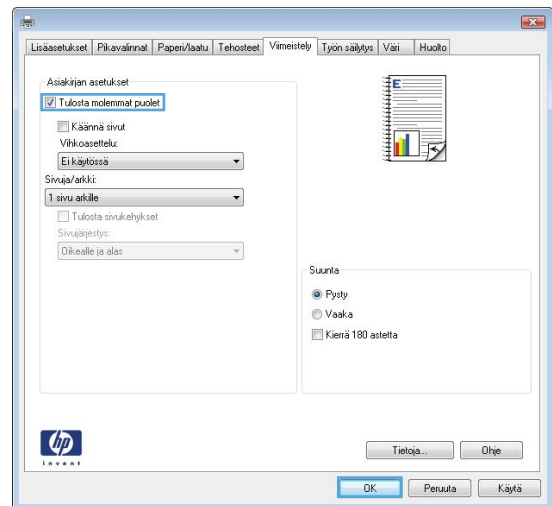 Lisäasetukset Pikavalinnat Paperi/laatu Tehosteet Viimeistely Työn säilytys Väri Huolto
Asiakirjan asetukset
Tulosta molemmat puolet
Käännä sivut
Vihkoasettelu:
Ei käytössä
Sivuja/arkki:
1 sivu arkille
Tulosta sivukehykset
Sivujärjestys:
Oikealle ja alas
E
Suunta
Pysty
Vaaka
Kierrä 180 astetta
hp
invent
Tietoja... Ohje
OK Peruuta Käytä